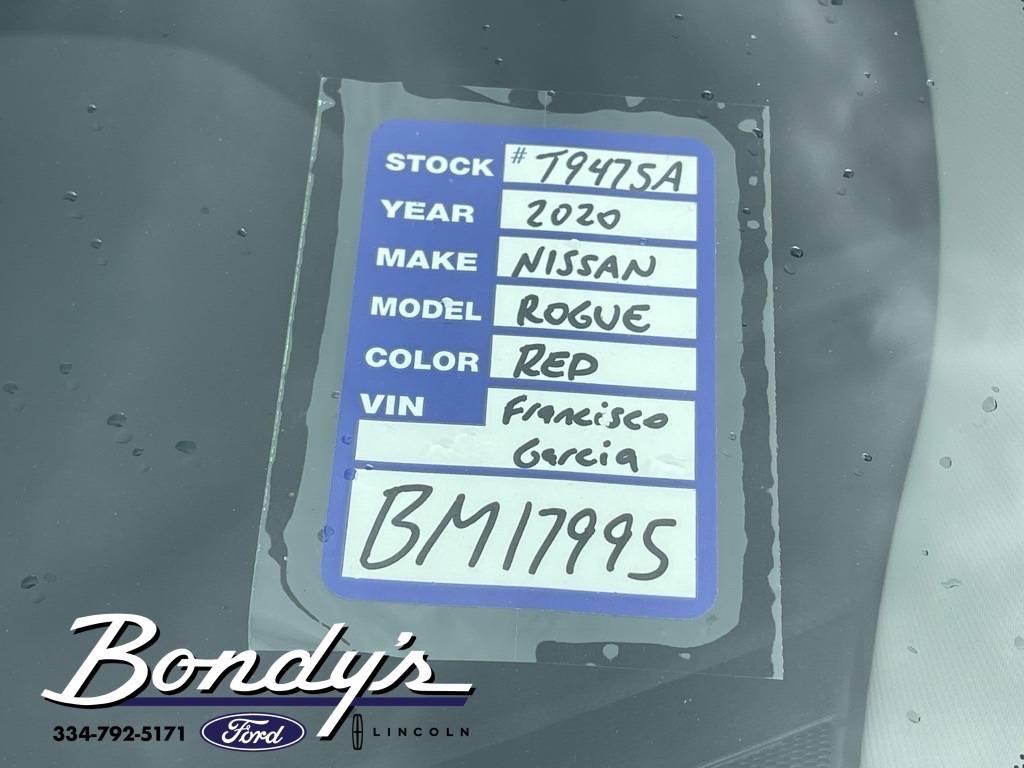 STOCK # T9475A
YEAR 2020
MAKE NISSAN
MODEL ROGUE
COLOR RED
VIN Francisco
Garcia
BM17995
Bondy's
334-792-5171 Ford LINCOLN